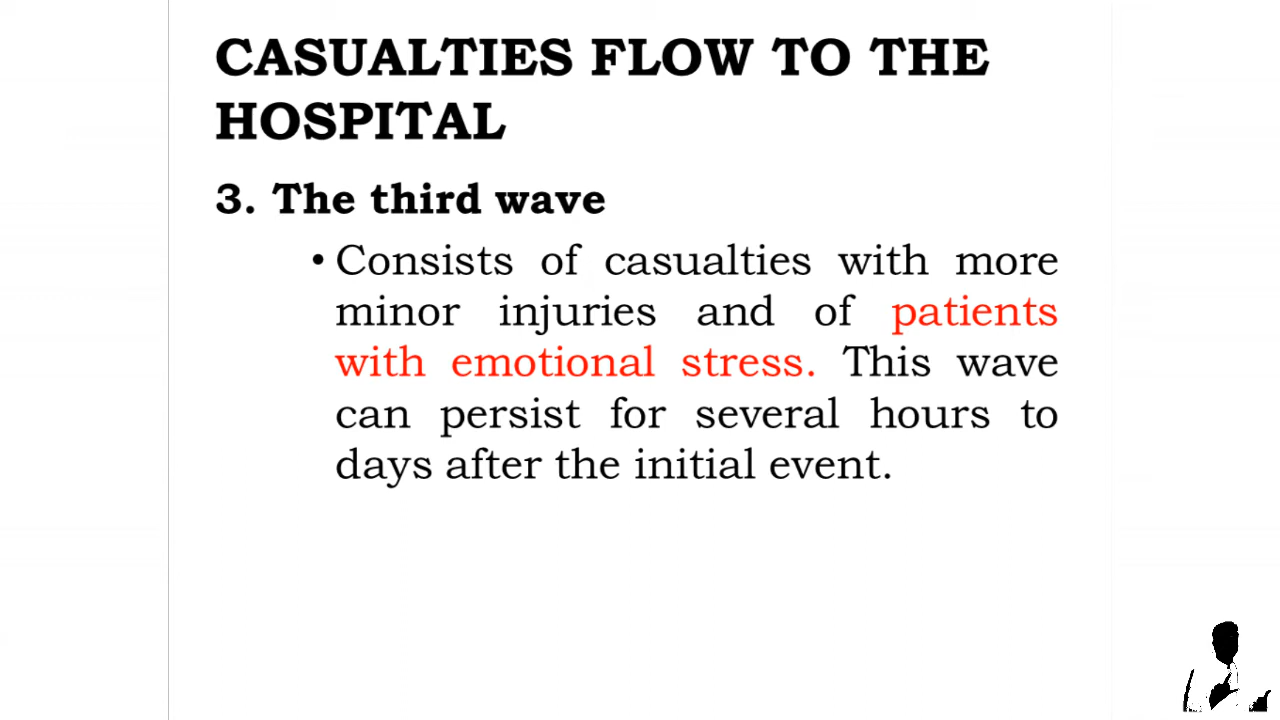 CASUALTIES FLOW TO THE
HOSPITAL
3. The third wave
• Consists of casualties with more
minor injuries and of patients
with emotional stress. This wave
can persist for several hours to
days after the initial event.